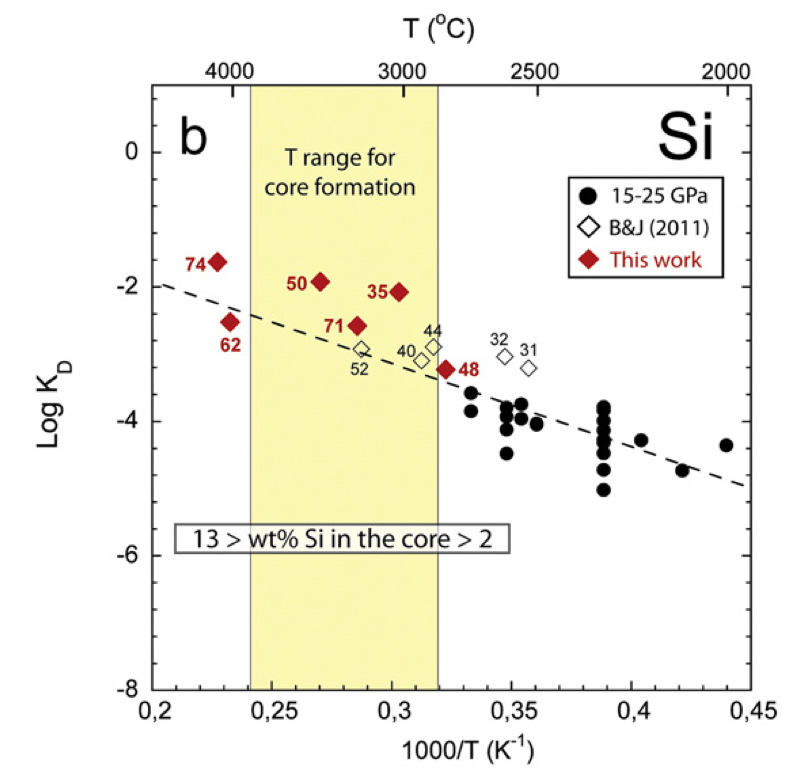 T (°C)
4000 3000 2500 2000
b
Si
T range for
core formation
15-25 GPa
B&J (2011)
This work
0
-2
-4
-6
-8
Log K_D
74
62
50
35
71
52
40
44
48
32
31
13 > wt% Si in the core > 2
0,2 0,25 0,3 0,35 0,4 0,45
1000/T (K⁻¹)